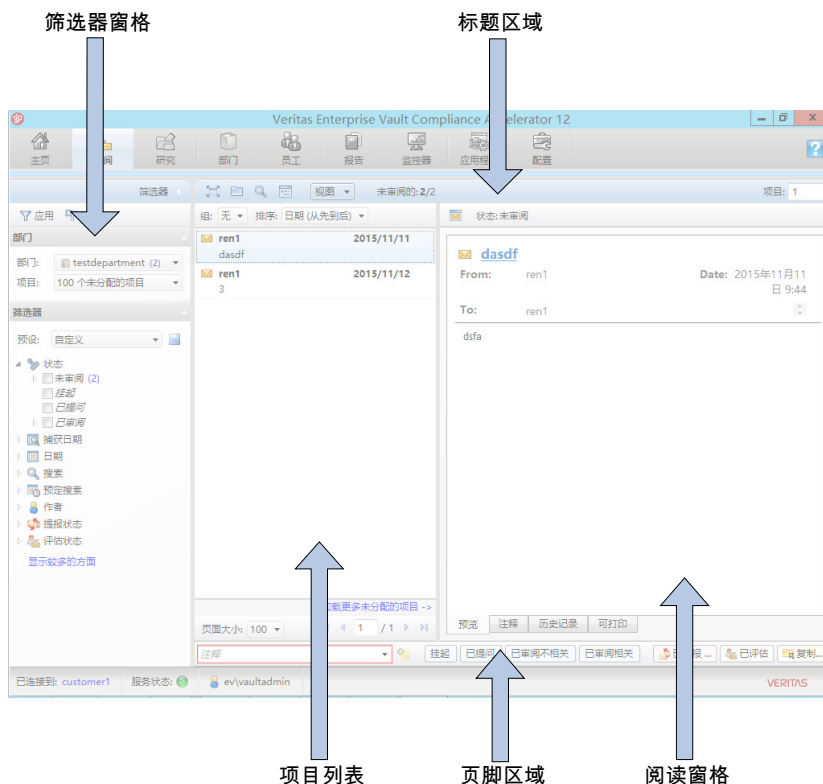 筛选器窗格
标题区域
Veritas Enterprise Vault Compliance Accelerator 12
主页
研究
部门
员工
报告
监控器
配置
筛选器
视图
未审阅的: 2/2
项目: 1
应用
组: 无
排序: 日期 (从先到后)
状态: 未审阅
部门
部门: testdepartment (2)
项目: 100 个未分配的项目
筛选器
预设: 自定义
状态
未审阅 (2)
挂起
已提问
已审阅
捕获日期
日期
搜索
预定搜索
作者
提报状态
评估状态
显示较多的方面
ren1 2015/11/11
dasdf
ren1 2015/11/12
3
dasdf
From: ren1
Date: 2015年11月11日 9:44
To: ren1
dsfa
载更多未分配的项目 ->
页面大小: 100
1 / 1
预览
注释
历史记录
可打印
注释
挂起
已提问
已审阅不相关
已审阅相关
已评估
复制...
已连接到: customer1
服务状态:
ev\vaultadmin
VERITAS
项目列表
页脚区域
阅读窗格